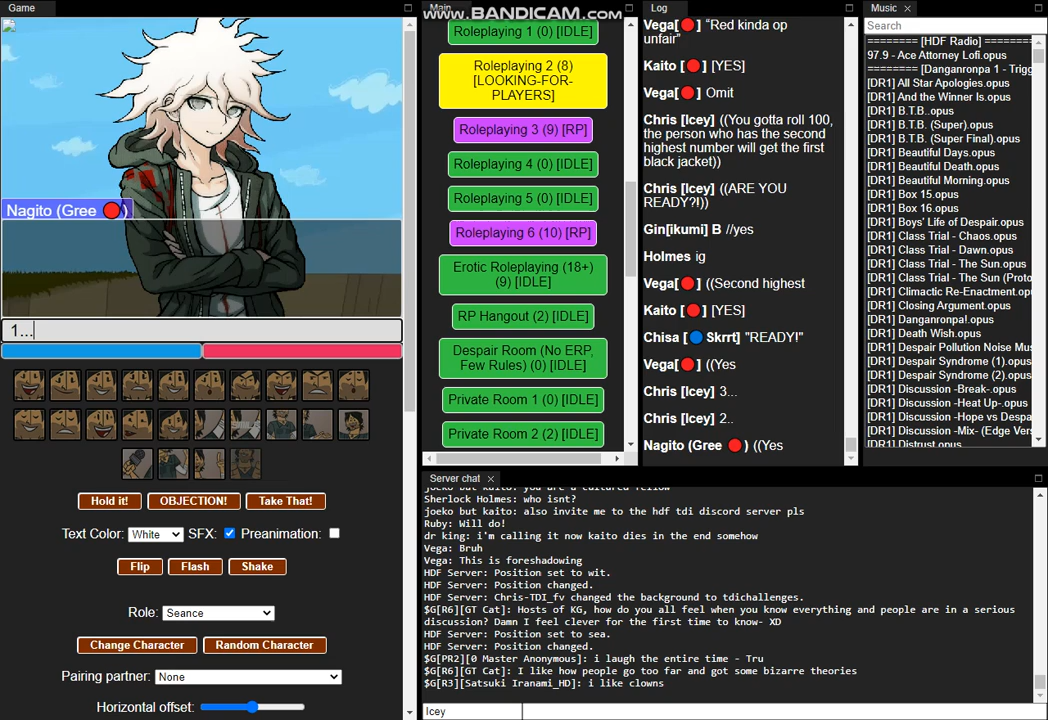 Game
Main
www.BANDICAM.com
Log
Music
Nagito (Gree 🔴)
1...
Hold it!
OBJECTION!
Take That!
Text Color:
White
SFX:
Preanimation:
Flip
Flash
Shake
Role:
Seance
Change Character
Random Character
Pairing partner:
None
Horizontal offset:
Roleplaying 1 (0) [IDLE]
Roleplaying 2 (8)
[LOOKING-FOR-
PLAYERS]
Roleplaying 3 (9) [RP]
Roleplaying 4 (0) [IDLE]
Roleplaying 5 (0) [IDLE]
Roleplaying 6 (10) [RP]
Erotic Roleplaying (18+)
(9) [IDLE]
RP Hangout (2) [IDLE]
Despair Room (No ERP,
Few Rules) (0) [IDLE]
Private Room 1 (0) [IDLE]
Private Room 2 (2) [IDLE]
Vega[🔴] “Red kinda op
unfair”
Kaito [🔴] [YES]
Vega[🔴] Omit
Chris [Icey] ((You gotta roll 100,
the person who has the second
highest number will get the first
black jacket))
Chris [Icey] ((ARE YOU
READY?!))
Gin[ikumi] B //yes
Holmes ig
Vega[🔴] ((Second highest
Kaito [🔴] [YES]
Chisa [🔵 Skrrt] "READY!"
Vega[🔴] ((Yes
Chris [Icey] 3...
Chris [Icey] 2..
Nagito (Gree 🔴) ((Yes
Search
======== [HDF Radio] ========
97.9 - Ace Attorney Lofi.opus
======== [Danganronpa 1 - Trigg
[DR1] All Star Apologies.opus
[DR1] And the Winner Is.opus
[DR1] B.T.B..opus
[DR1] B.T.B. (Super).opus
[DR1] B.T.B. (Super Final).opus
[DR1] Beautiful Days.opus
[DR1] Beautiful Death.opus
[DR1] Beautiful Morning.opus
[DR1] Box 15.opus
[DR1] Box 16.opus
[DR1] Boys' Life of Despair.opus
[DR1] Class Trial - Chaos.opus
[DR1] Class Trial - Dawn.opus
[DR1] Class Trial - The Sun.opus
[DR1] Class Trial - The Sun (Proto
[DR1] Climactic Re-Enactment.opu
[DR1] Closing Argument.opus
[DR1] Danganronpa!.opus
[DR1] Death Wish.opus
[DR1] Despair Pollution Noise Mus
[DR1] Despair Syndrome (1).opus
[DR1] Despair Syndrome (2).opus
[DR1] Discussion -Break-.opus
[DR1] Discussion -Heat Up-.opus
[DR1] Discussion -Hope vs Despa
[DR1] Discussion -Mix- (Edge Vers
[DR1] Distrust.opus
Server chat
joeko but kaito: you are a cultured fellow
Sherlock Holmes: who isnt?
joeko but kaito: also invite me to the hdf tdi discord server pls
Ruby: Will do!
dr king: i'm calling it now kaito dies in the end somehow
Vega: Bruh
Vega: This is foreshadowing
HDF Server: Position set to wit.
HDF Server: Position changed.
HDF Server: Chris-TDI_fv changed the background to tdichallenges.
$G[R6][GT Cat]: Hosts of KG, how do you all feel when you know everything and people are in a serious
discussion? Damn I feel clever for the first time to know- XD
HDF Server: Position set to sea.
HDF Server: Position changed.
$G[PR2][0 Master Anonymous]: i laugh the entire time - Tru
$G[R6][GT Cat]: I like how people go too far and got some bizarre theories
$G[R3][Satsuki Iranami_HD]: i like clowns
Icey